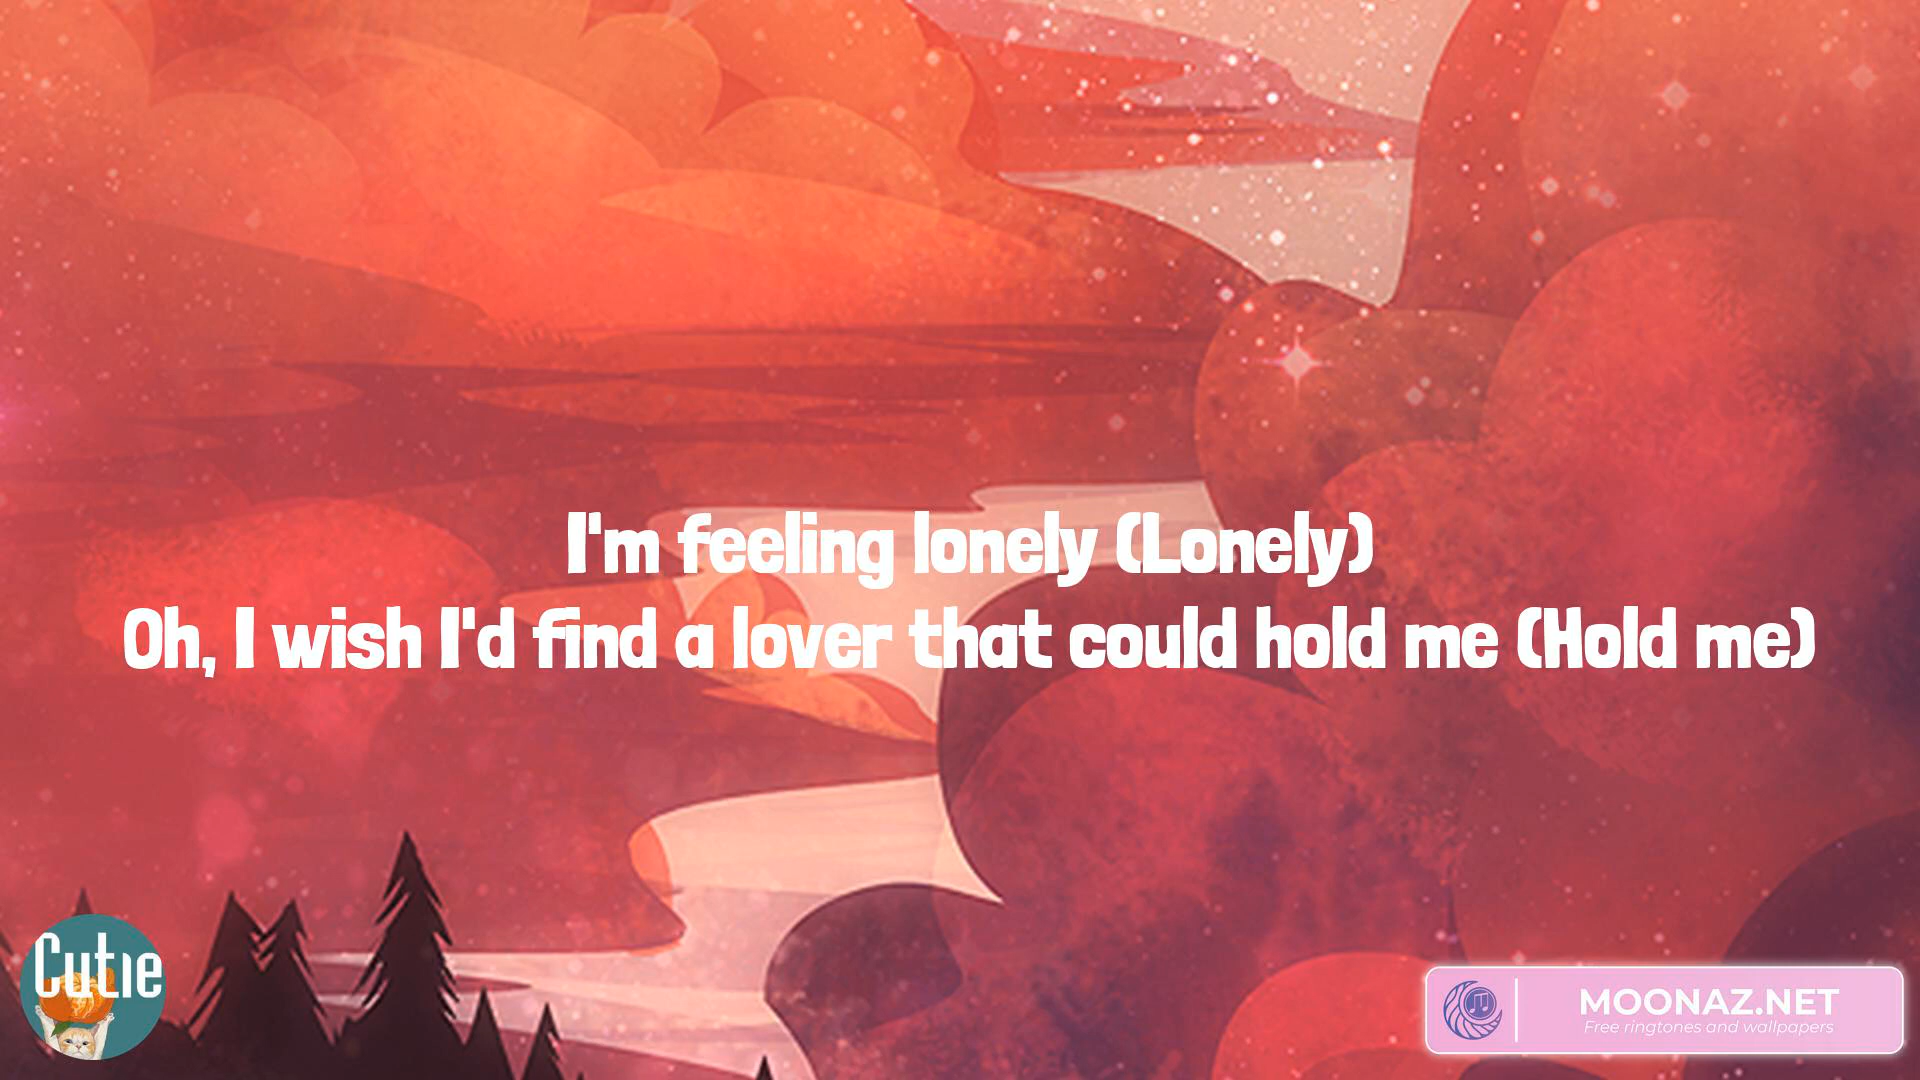 I'm feeling lonely (Lonely)
Oh, I wish I'd find a lover that could hold me (Hold me)
Cutie
MOONAZ.NET
Free ringtones and wallpapers